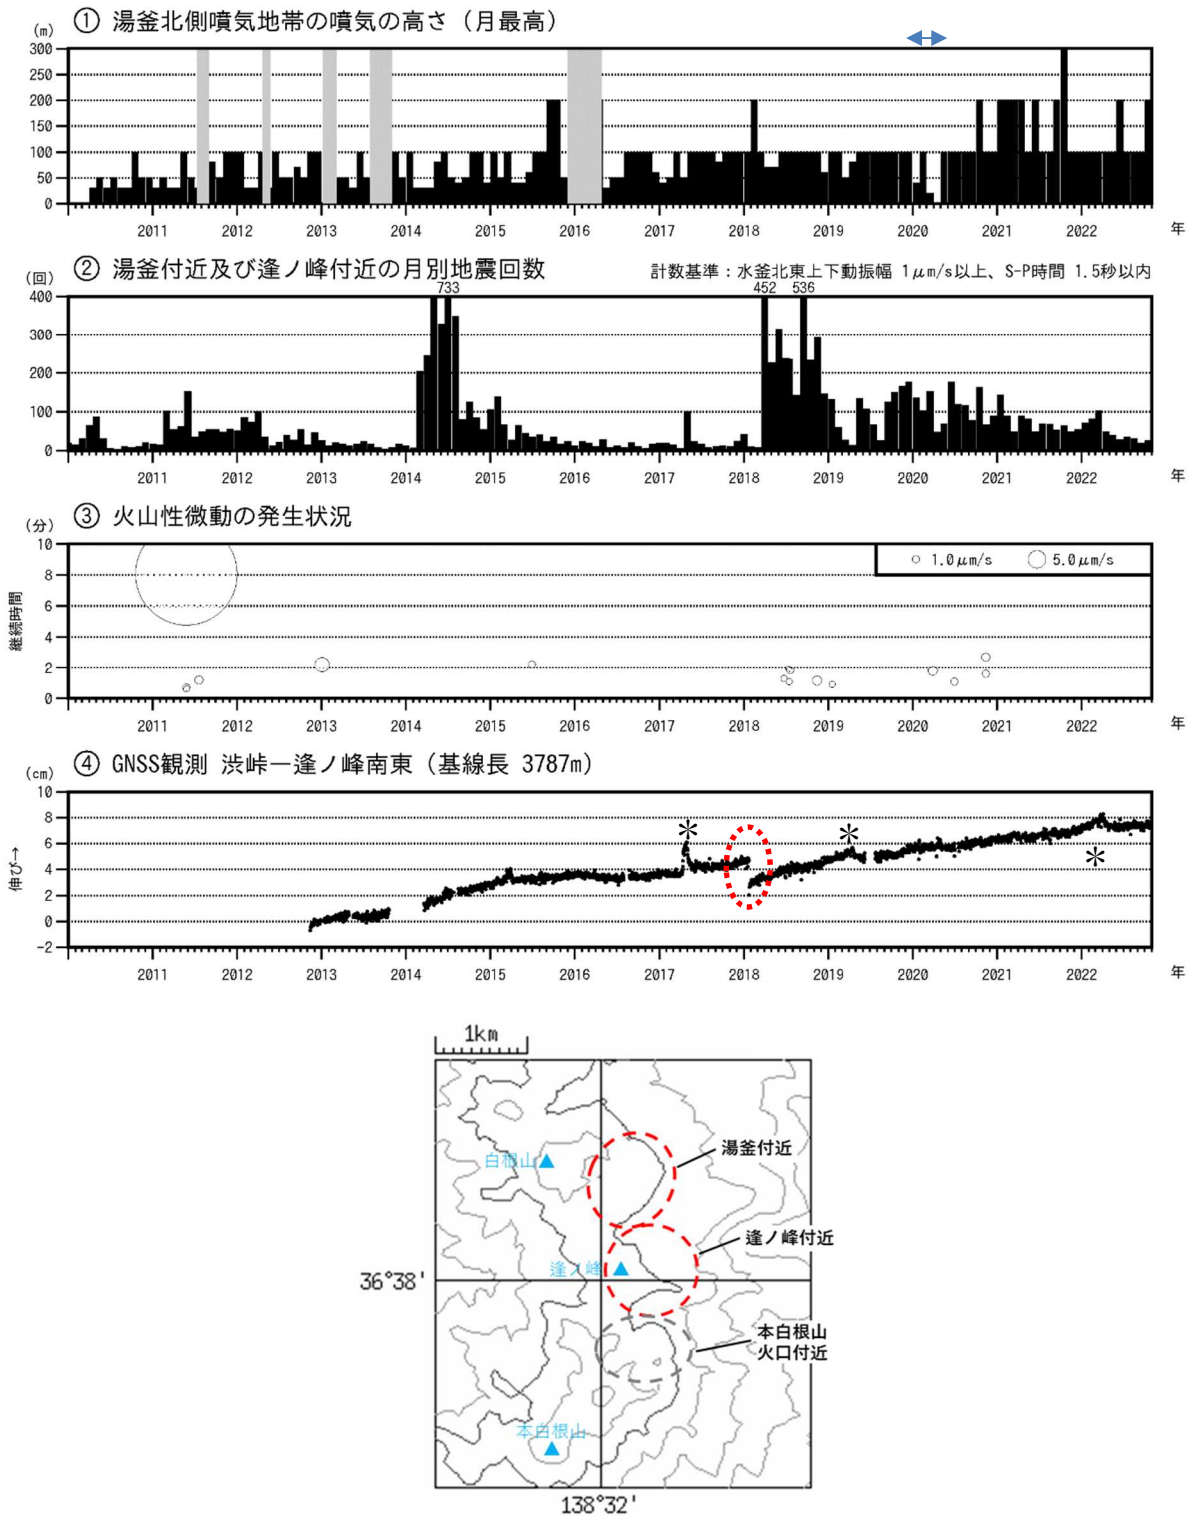 ① 湯釜北側噴気地帯の噴気の高さ（月最高）
(m)
300
250
200
150
100
50
0
2011 2012 2013 2014 2015 2016 2017 2018 2019 2020 2021 2022 年
② 湯釜付近及び逢ノ峰付近の月別地震回数
計数基準：水釜北東上下動振幅 1μm/s以上、S-P時間 1.5秒以内
(回)
733 452 536
400
300
200
100
0
2011 2012 2013 2014 2015 2016 2017 2018 2019 2020 2021 2022 年
③ 火山性微動の発生状況
(分)
10
8
6
4
2
0
継続時間
1.0μm/s 5.0μm/s
2011 2012 2013 2014 2015 2016 2017 2018 2019 2020 2021 2022 年
④ GNSS観測 渋峠－逢ノ峰南東（基線長 3787m）
(cm)
10
8
6
4
2
0
-2
伸び→
* * *
2011 2012 2013 2014 2015 2016 2017 2018 2019 2020 2021 2022 年
1km
湯釜付近
白根山
逢ノ峰付近
逢ノ峰
36°38'
本白根山
火口付近
本白根山
138°32'